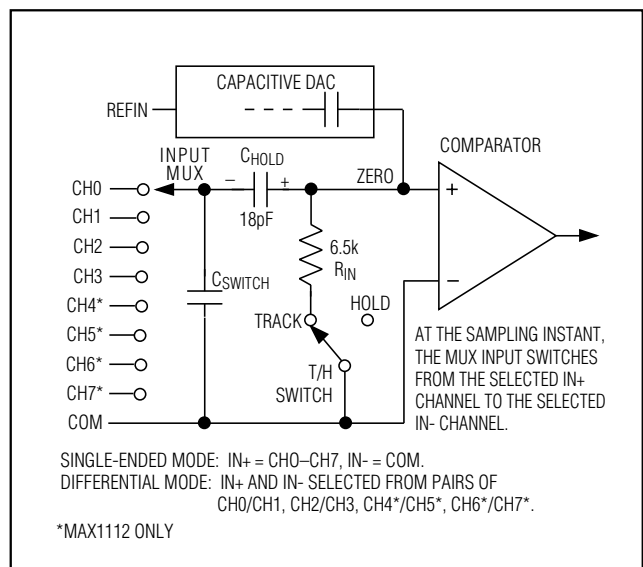 CAPACITIVE DAC
REFIN
COMPARATOR
INPUT
MUX
CHOLD
ZERO
− +
+
CH0
CH1
18pF
CH2
6.5k
RIN
CH3
CSWITCH
−
HOLD
CH4*
TRACK
CH5*
CH6*
T/H
SWITCH
CH7*
COM
AT THE SAMPLING INSTANT,
THE MUX INPUT SWITCHES
FROM THE SELECTED IN+
CHANNEL TO THE SELECTED
IN- CHANNEL.
SINGLE-ENDED MODE: IN+ = CHO–CH7, IN- = COM.
DIFFERENTIAL MODE: IN+ AND IN- SELECTED FROM PAIRS OF
CH0/CH1, CH2/CH3, CH4*/CH5*, CH6*/CH7*.
*MAX1112 ONLY